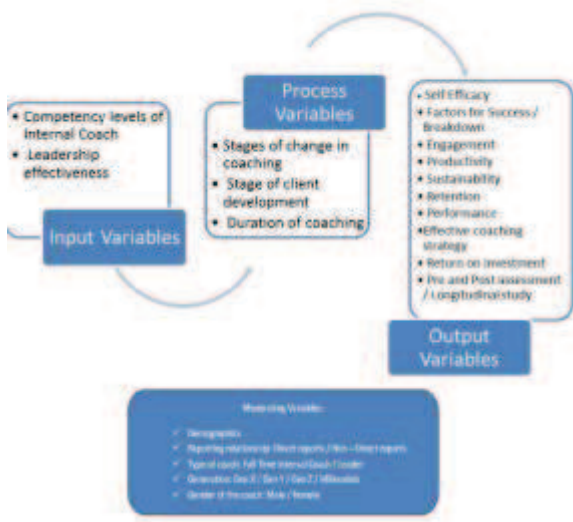 • Competency levels of
Internal Coach
• Leadership
effectiveness
Input Variables
Process
Variables
• Stages of change in
coaching
• Stage of client
development
• Duration of coaching
• Self Efficacy
• Factors for Success /
Breakdown
• Engagement
• Productivity
• Sustainability
• Retention
• Performance
• Effective coaching
strategy
• Return on Investment
• Pre and Post assessment
/ Longitudinal study
Output
Variables
Variables
✓ Demographic
✓ Reporting relationship: Direct reports / Non – Direct reports
✓ Type of coach: Full Time Internal Coach / Leader
✓ Generation: Gen X / Gen Y / Gen Z / Millennials
✓ Gender of the coach: Male / Female